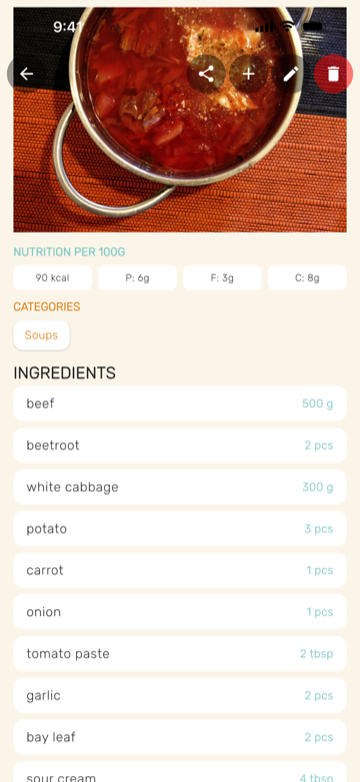 9:41
NUTRITION PER 100G
90 kcal P: 6g F: 3g C: 8g
CATEGORIES
Soups
INGREDIENTS
beef 500 g
beetroot 2 pcs
white cabbage 300 g
potato 3 pcs
carrot 1 pcs
onion 1 pcs
tomato paste 2 tbsp
garlic 2 pcs
bay leaf 2 pcs
sour cream 4 tbsp